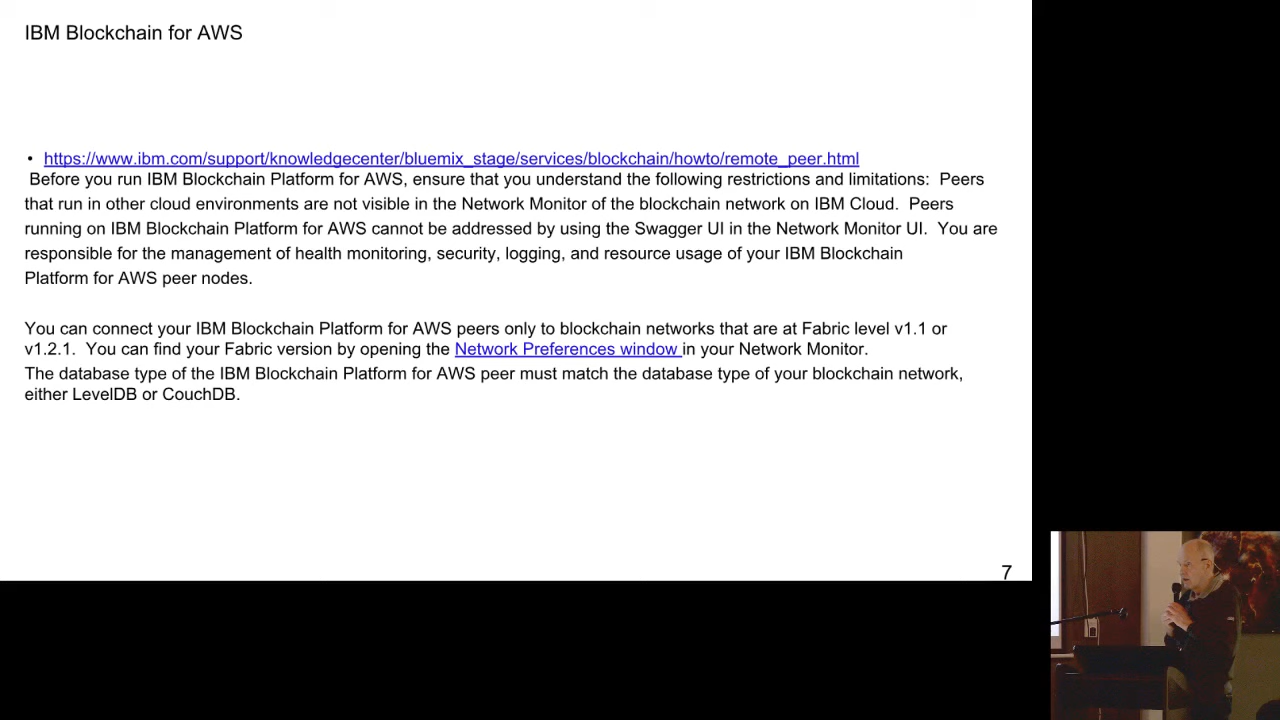 IBM Blockchain for AWS
• https://www.ibm.com/support/knowledgecenter/bluemix_stage/services/blockchain/howto/remote_peer.html
Before you run IBM Blockchain Platform for AWS, ensure that you understand the following restrictions and limitations:  Peers
that run in other cloud environments are not visible in the Network Monitor of the blockchain network on IBM Cloud.  Peers
running on IBM Blockchain Platform for AWS cannot be addressed by using the Swagger UI in the Network Monitor UI.  You are
responsible for the management of health monitoring, security, logging, and resource usage of your IBM Blockchain
Platform for AWS peer nodes.
You can connect your IBM Blockchain Platform for AWS peers only to blockchain networks that are at Fabric level v1.1 or
v1.2.1.  You can find your Fabric version by opening the Network Preferences window in your Network Monitor.
The database type of the IBM Blockchain Platform for AWS peer must match the database type of your blockchain network,
either LevelDB or CouchDB.
7